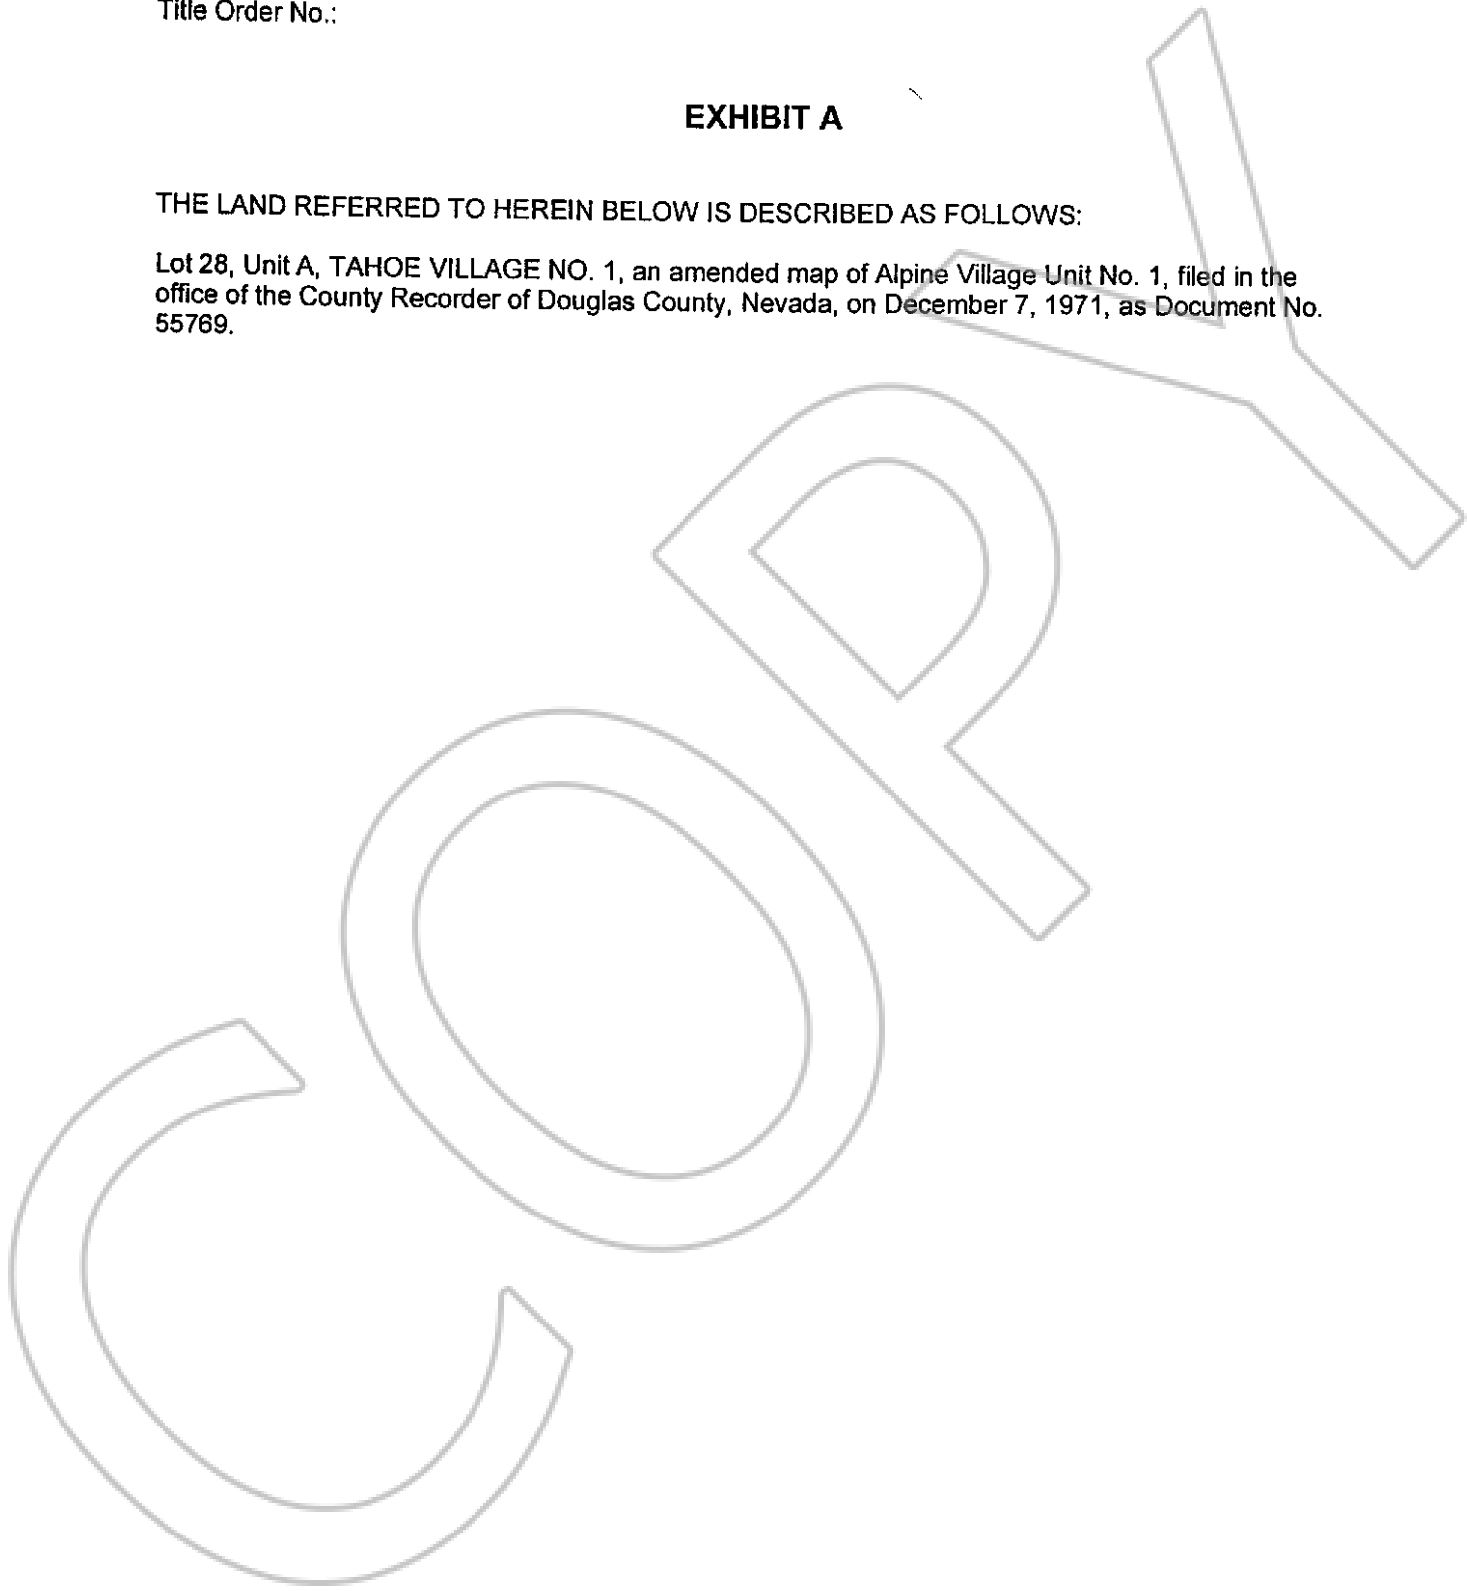 Title Order No.:
EXHIBIT A
THE LAND REFERRED TO HEREIN BELOW IS DESCRIBED AS FOLLOWS:
Lot 28, Unit A, TAHOE VILLAGE NO. 1, an amended map of Alpine Village Unit No. 1, filed in the
office of the County Recorder of Douglas County, Nevada, on December 7, 1971, as Document No.
55769.
COPY